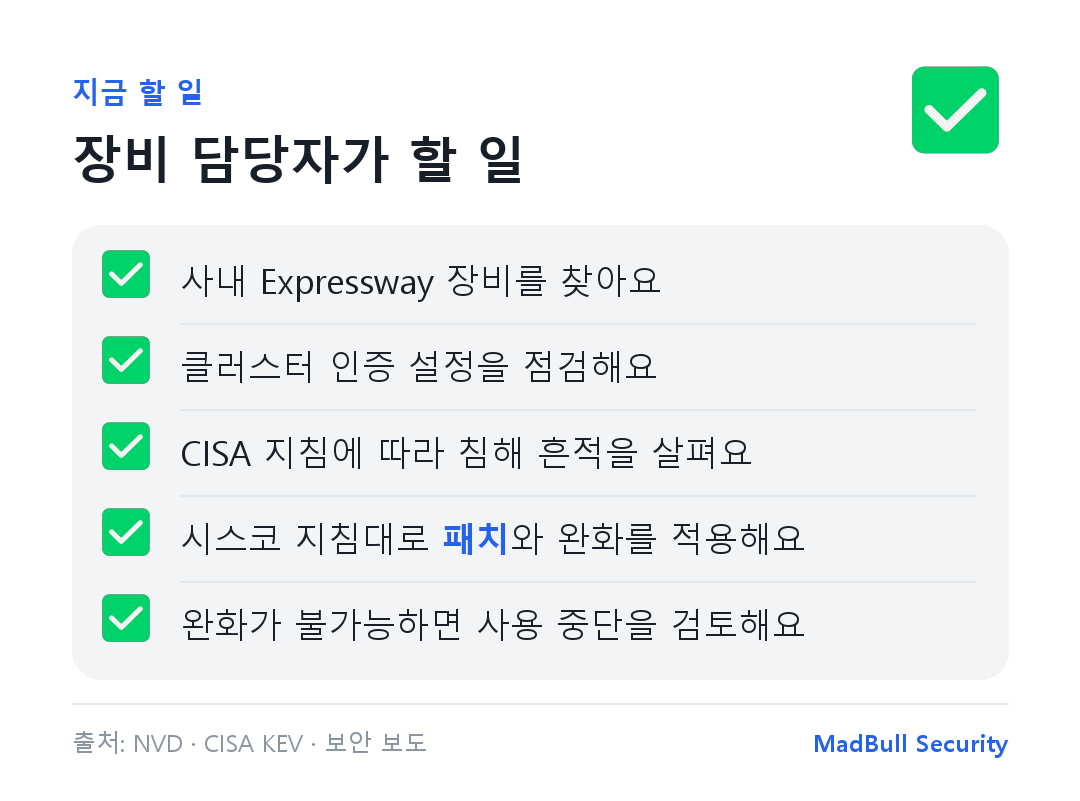 지금 할 일
장비 담당자가 할 일
사내 Expressway 장비를 찾아요
클러스터 인증 설정을 점검해요
CISA 지침에 따라 침해 흔적을 살펴요
시스코 지침대로 패치와 완화를 적용해요
완화가 불가능하면 사용 중단을 검토해요
출처: NVD · CISA KEV · 보안 보도
MadBull Security